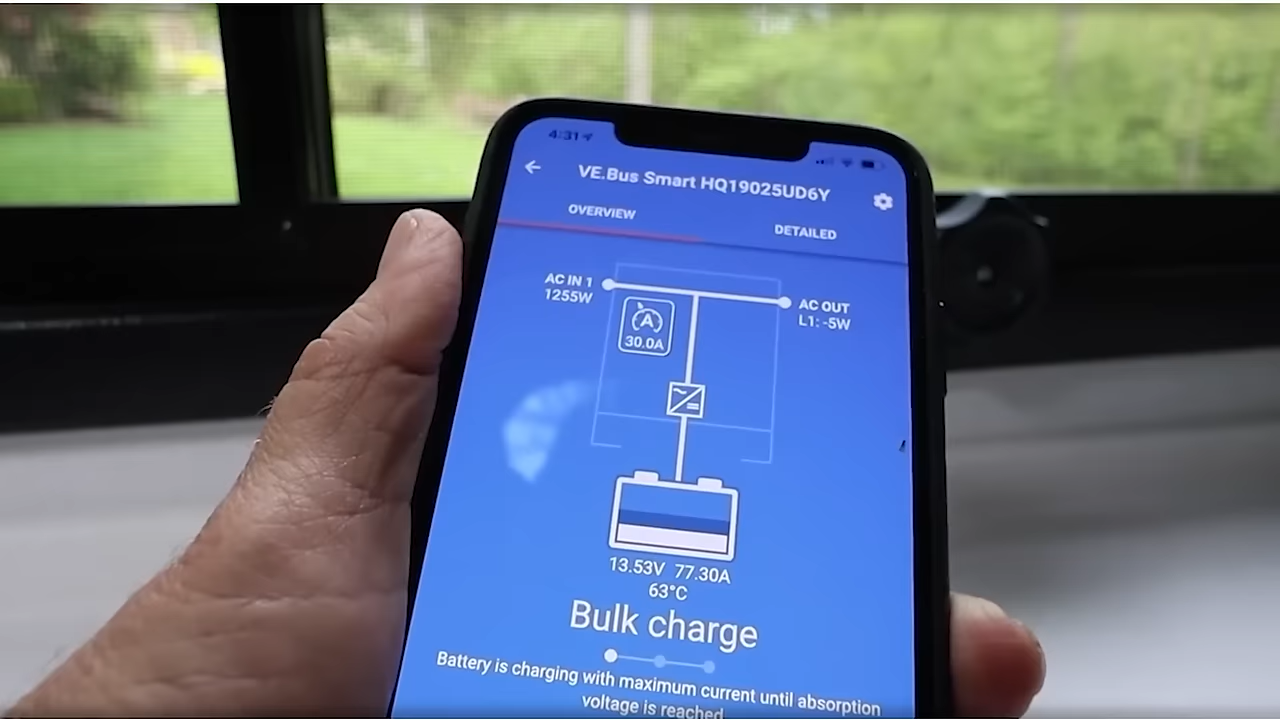 4:31
VE.Bus Smart HQ19025UD6Y
OVERVIEW
DETAILED
AC IN 1
1255W
A
30.0A
AC OUT
L1: -5W
13.53V 77.30A
63°C
Bulk charge
Battery is charging with maximum current until absorption
voltage is reached